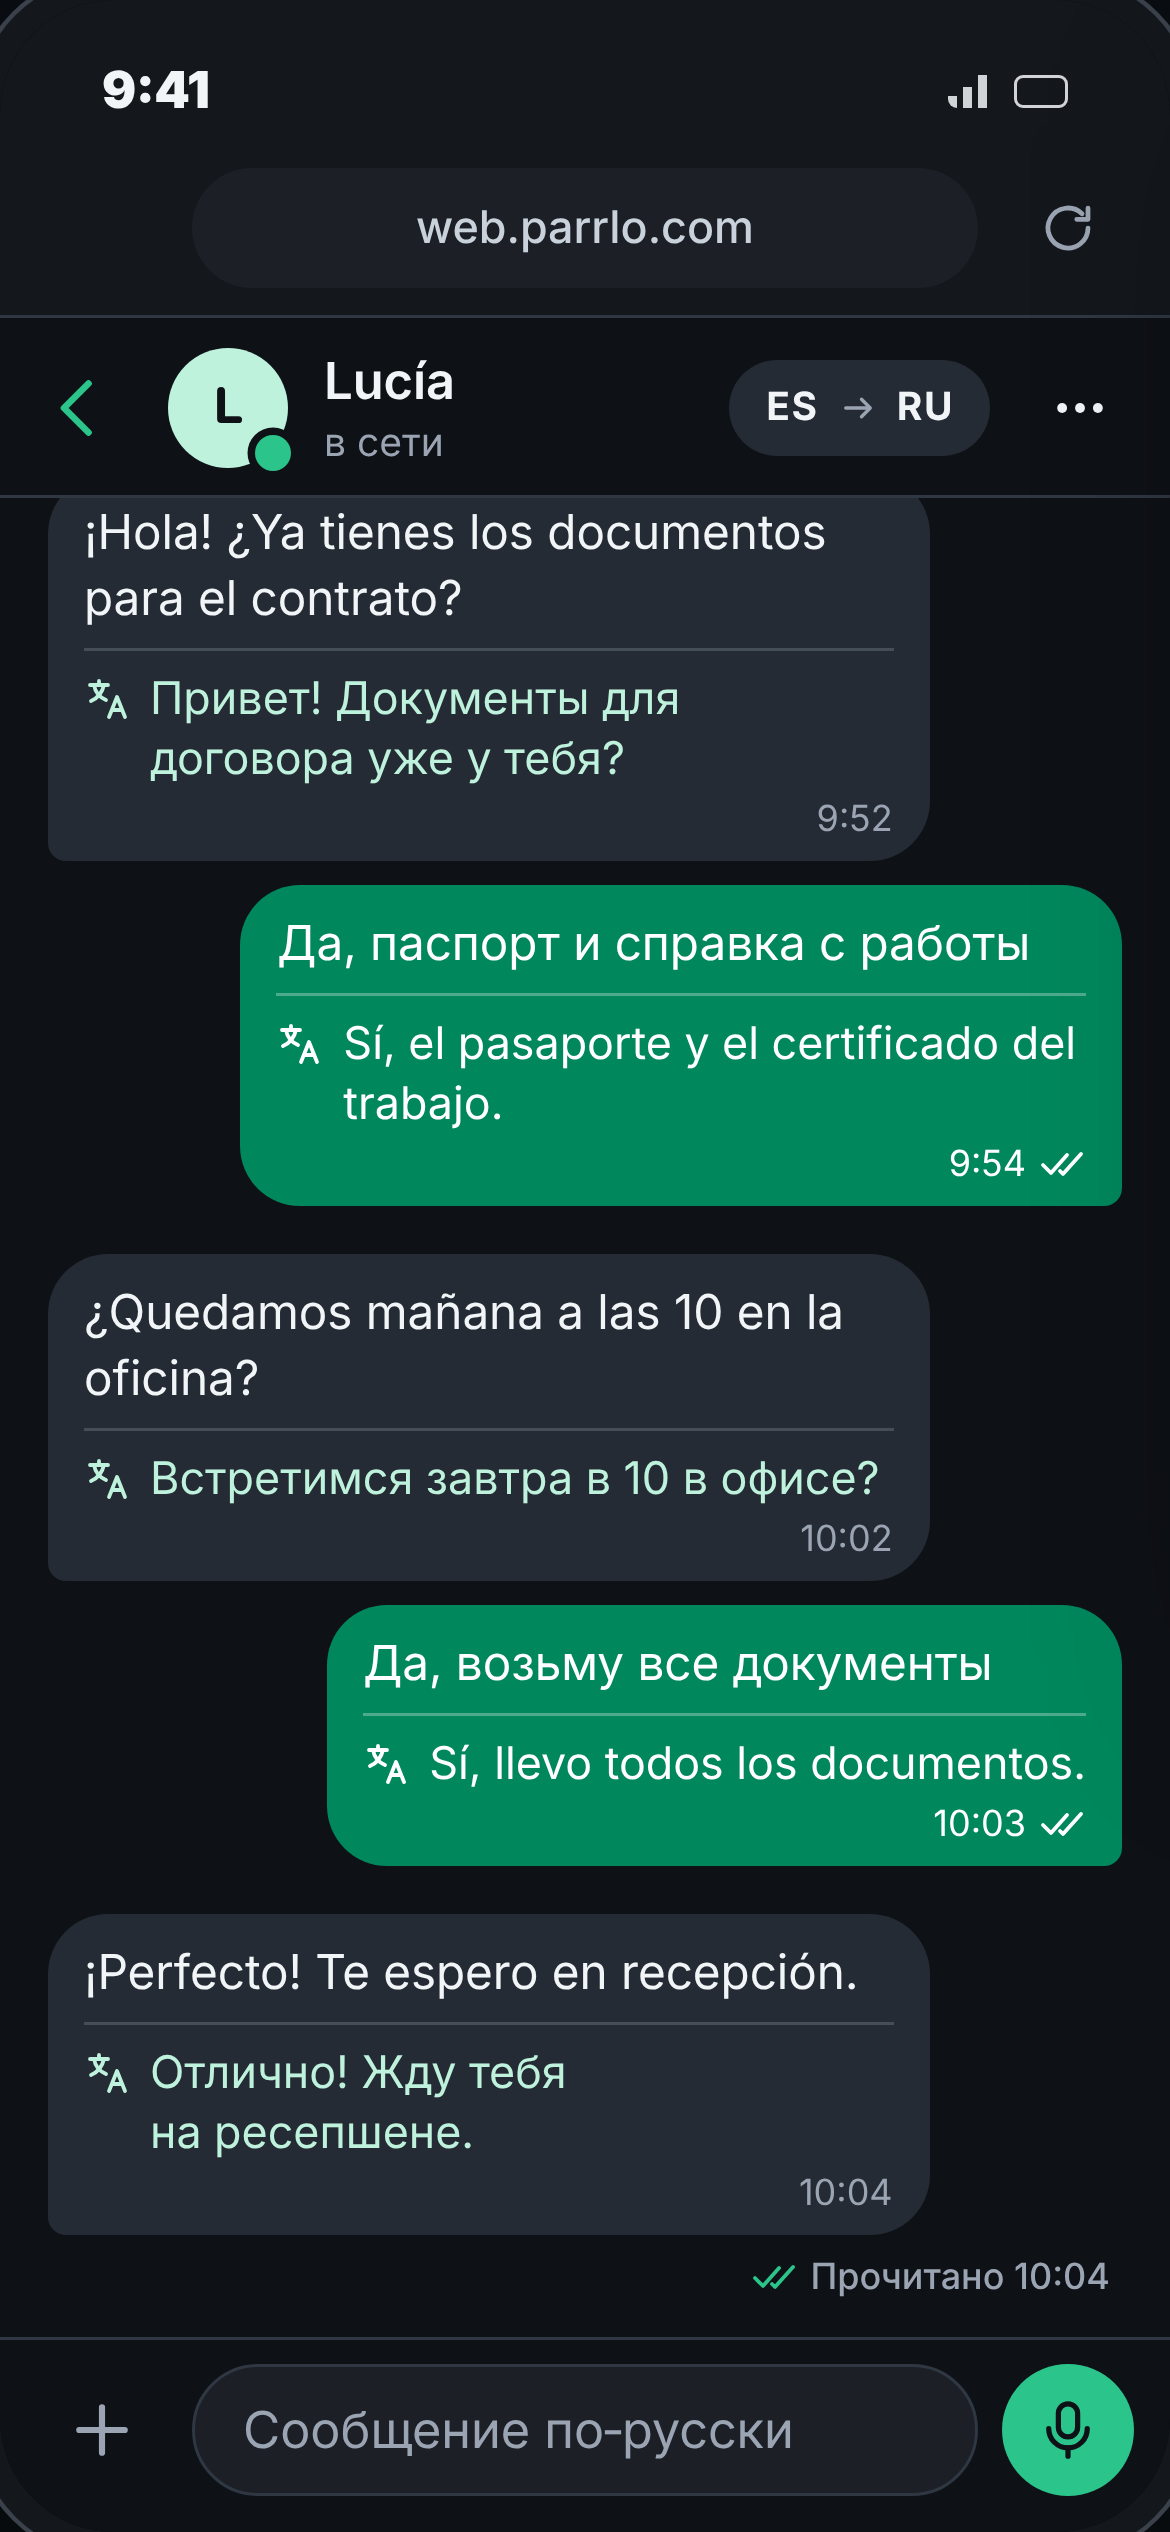 9:41
web.parrlo.com
L
Lucía
в сети
ES → RU
¡Hola! ¿Ya tienes los documentos
para el contrato?
Привет! Документы для
договора уже у тебя?
9:52
Да, паспорт и справка с работы
Sí, el pasaporte y el certificado del
trabajo.
9:54
¿Quedamos mañana a las 10 en la
oficina?
Встретимся завтра в 10 в офисе?
10:02
Да, возьму все документы
Sí, llevo todos los documentos.
10:03
¡Perfecto! Te espero en recepción.
Отлично! Жду тебя
на ресепшене.
10:04
Прочитано 10:04
Сообщение по-русски